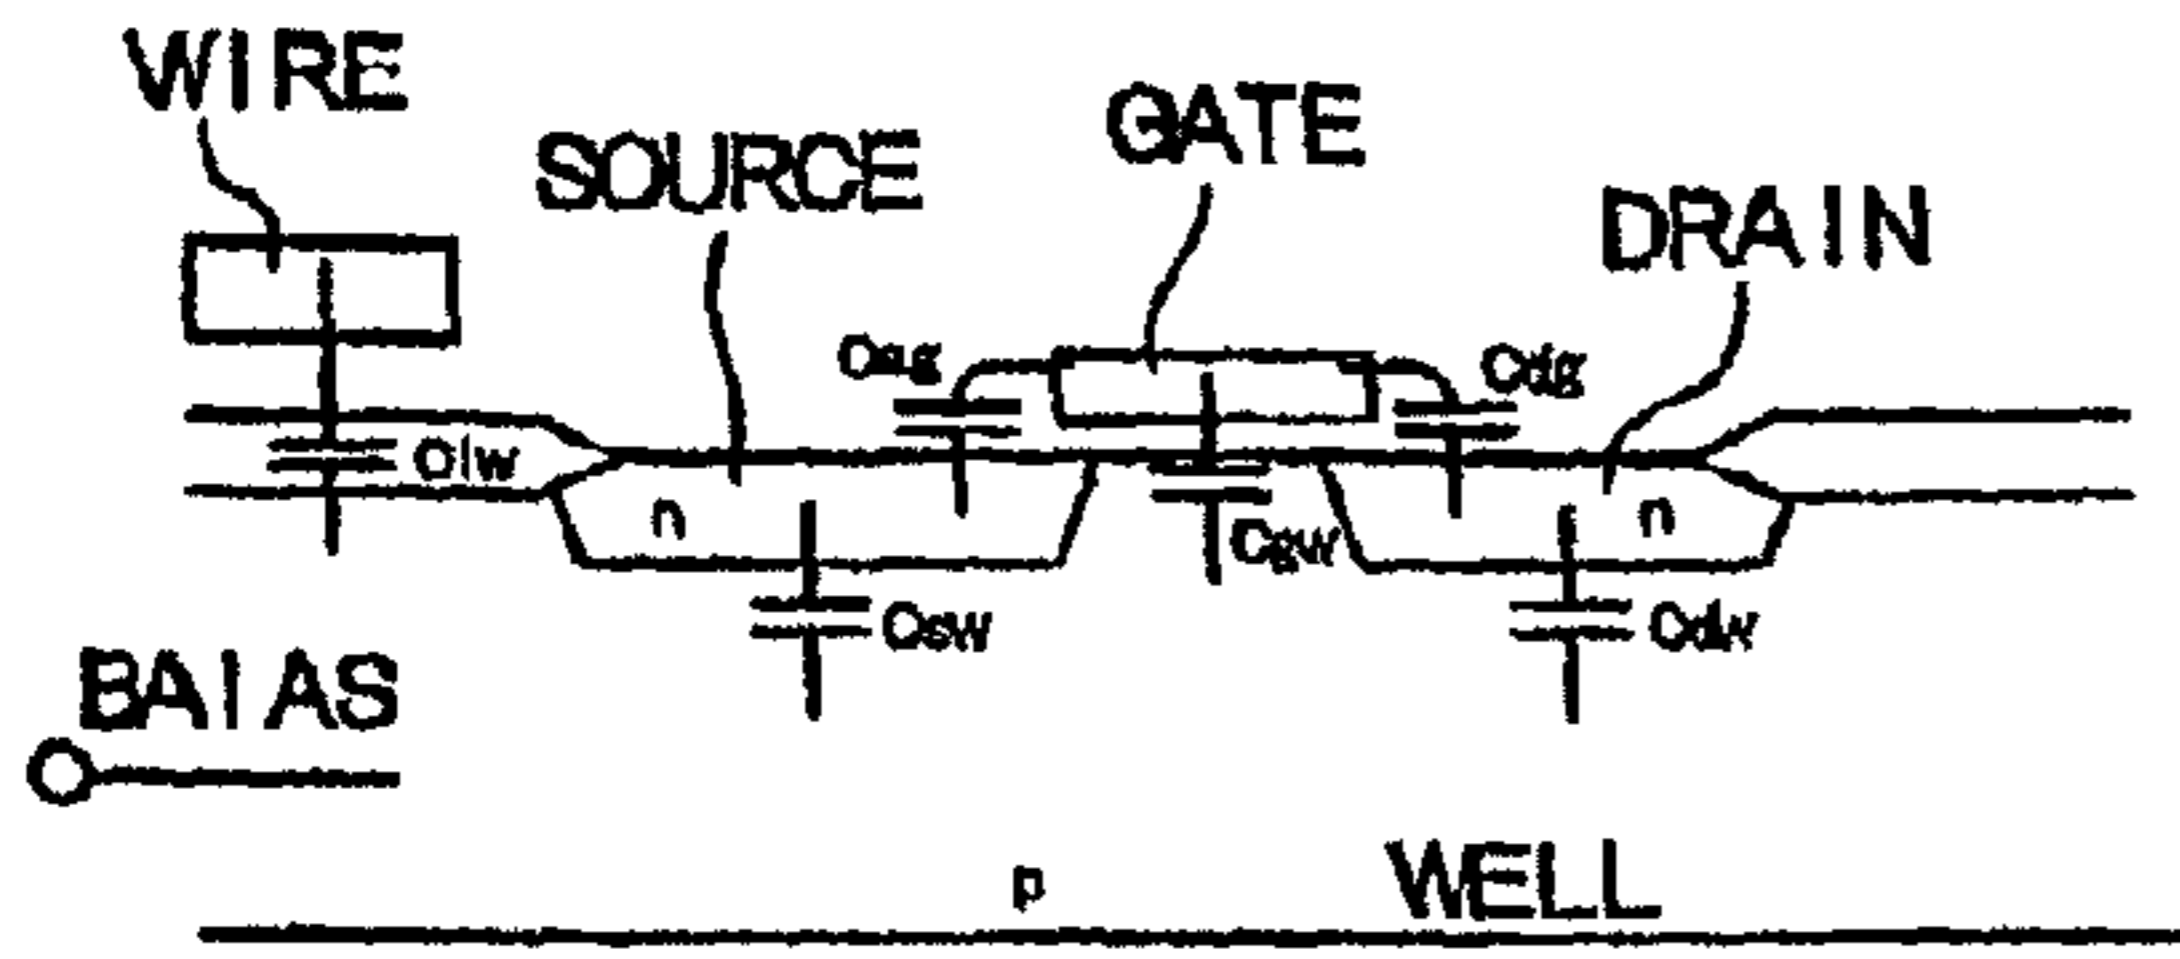 WIRE
SOURCE
GATE
DRAIN
Csg
Cdg
Clw
n
n
Cgw
Csw
Cdw
BAIAS
p
WELL